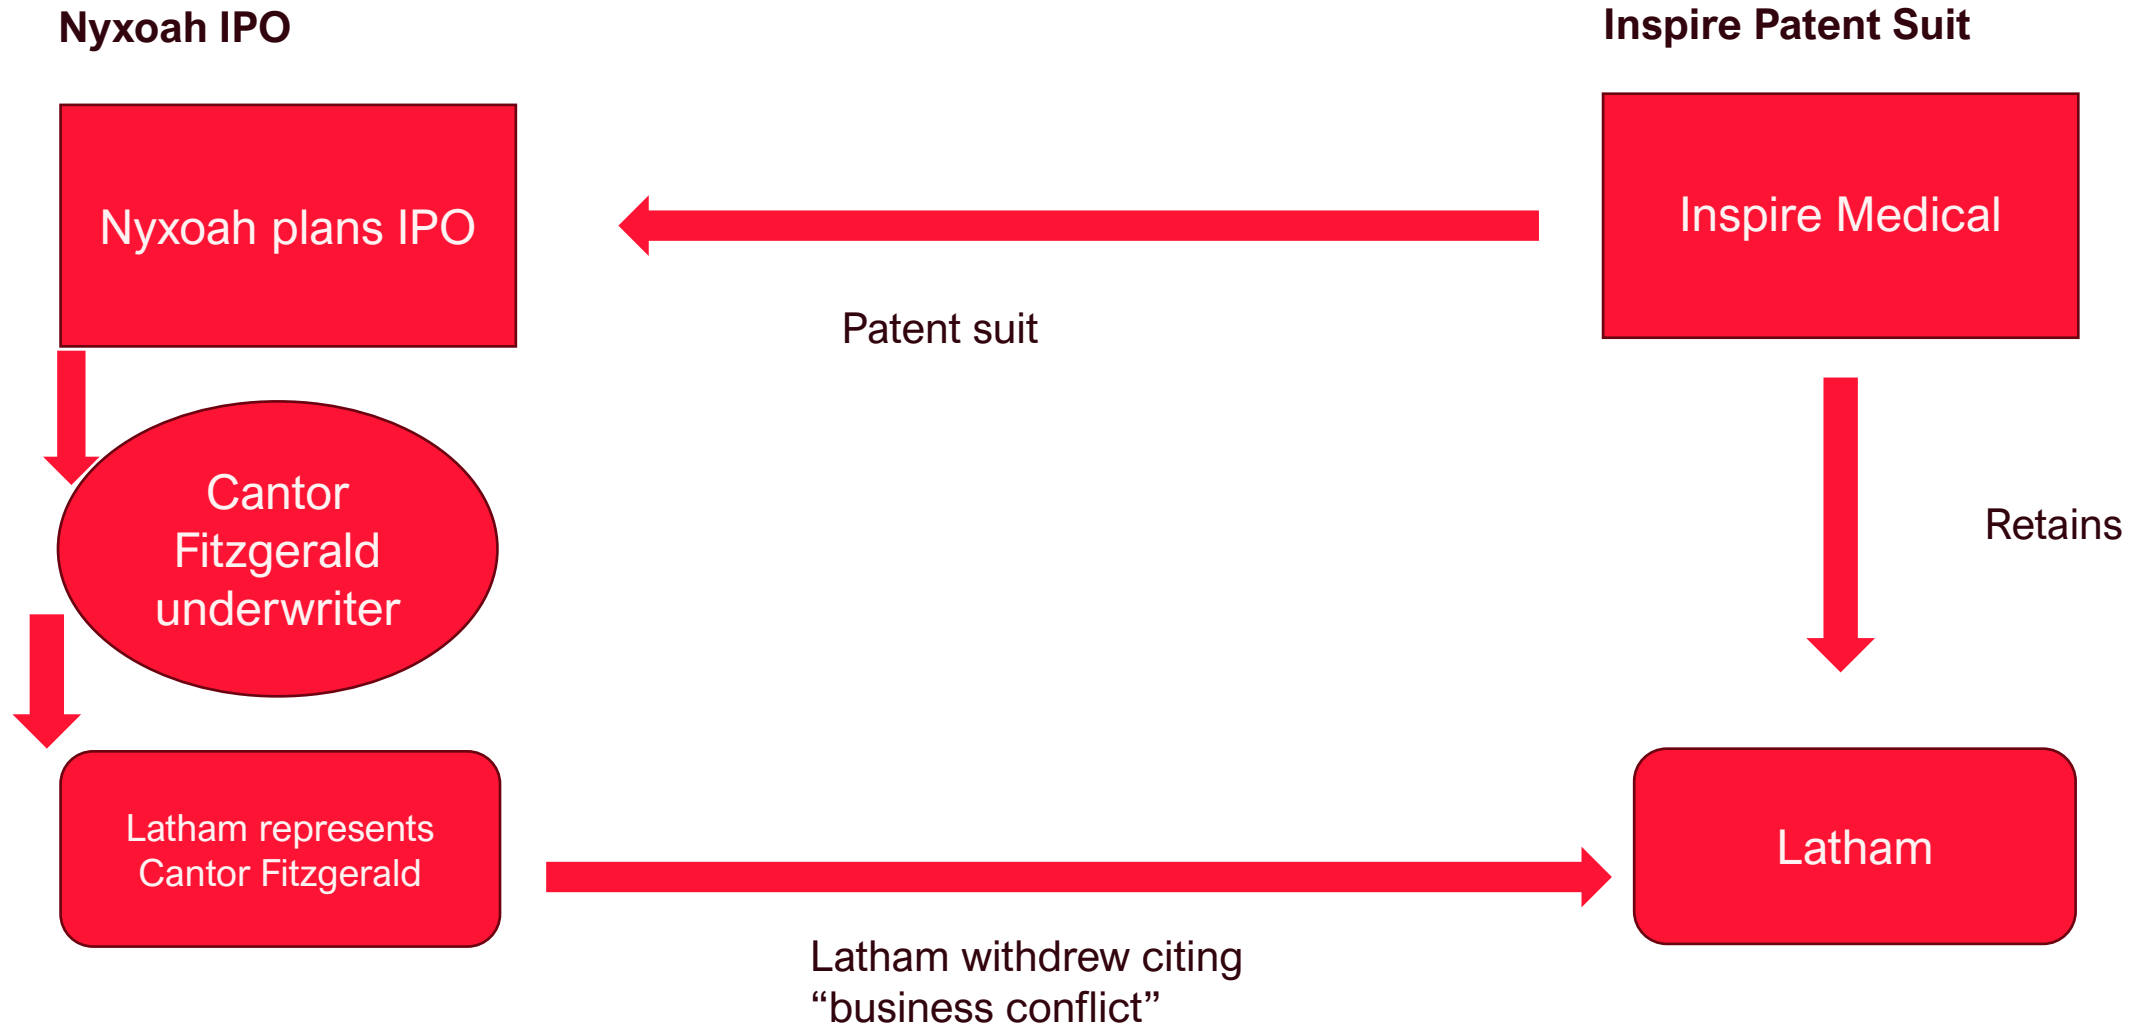 Nyxoah IPO
Inspire Patent Suit
Nyxoah plans IPO
Inspire Medical
Patent suit
Cantor
Fitzgerald
underwriter
Retains
Latham represents
Cantor Fitzgerald
Latham
Latham withdrew citing
“business conflict”